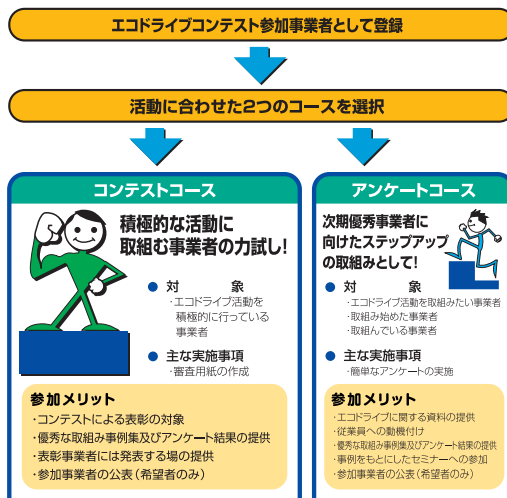 エコドライブコンテスト参加事業者として登録
活動に合わせた2つのコースを選択
コンテストコース
積極的な活動に
取組む事業者の力試し!
● 対　象
・エコドライブ活動を
積極的に行っている
事業者
● 主な実施事項
・審査用紙の作成
参加メリット
・コンテストによる表彰の対象
・優秀な取組み事例集及びアンケート結果の提供
・表彰事業者には発表する場の提供
・参加事業者の公表(希望者のみ)
アンケートコース
次期優秀事業者に
向けたステップアップ
の取組みとして!
● 対　象
・エコドライブ活動を取組みたい事業者
・取組み始めた事業者
・取組んでいる事業者
● 主な実施事項
・簡単なアンケートの実施
参加メリット
・エコドライブに関する資料の提供
・従業員への動機付け
・優秀な取組み事例集及びアンケート結果の提供
・事例をもとにしたセミナーへの参加
・参加事業者の公表(希望者のみ)